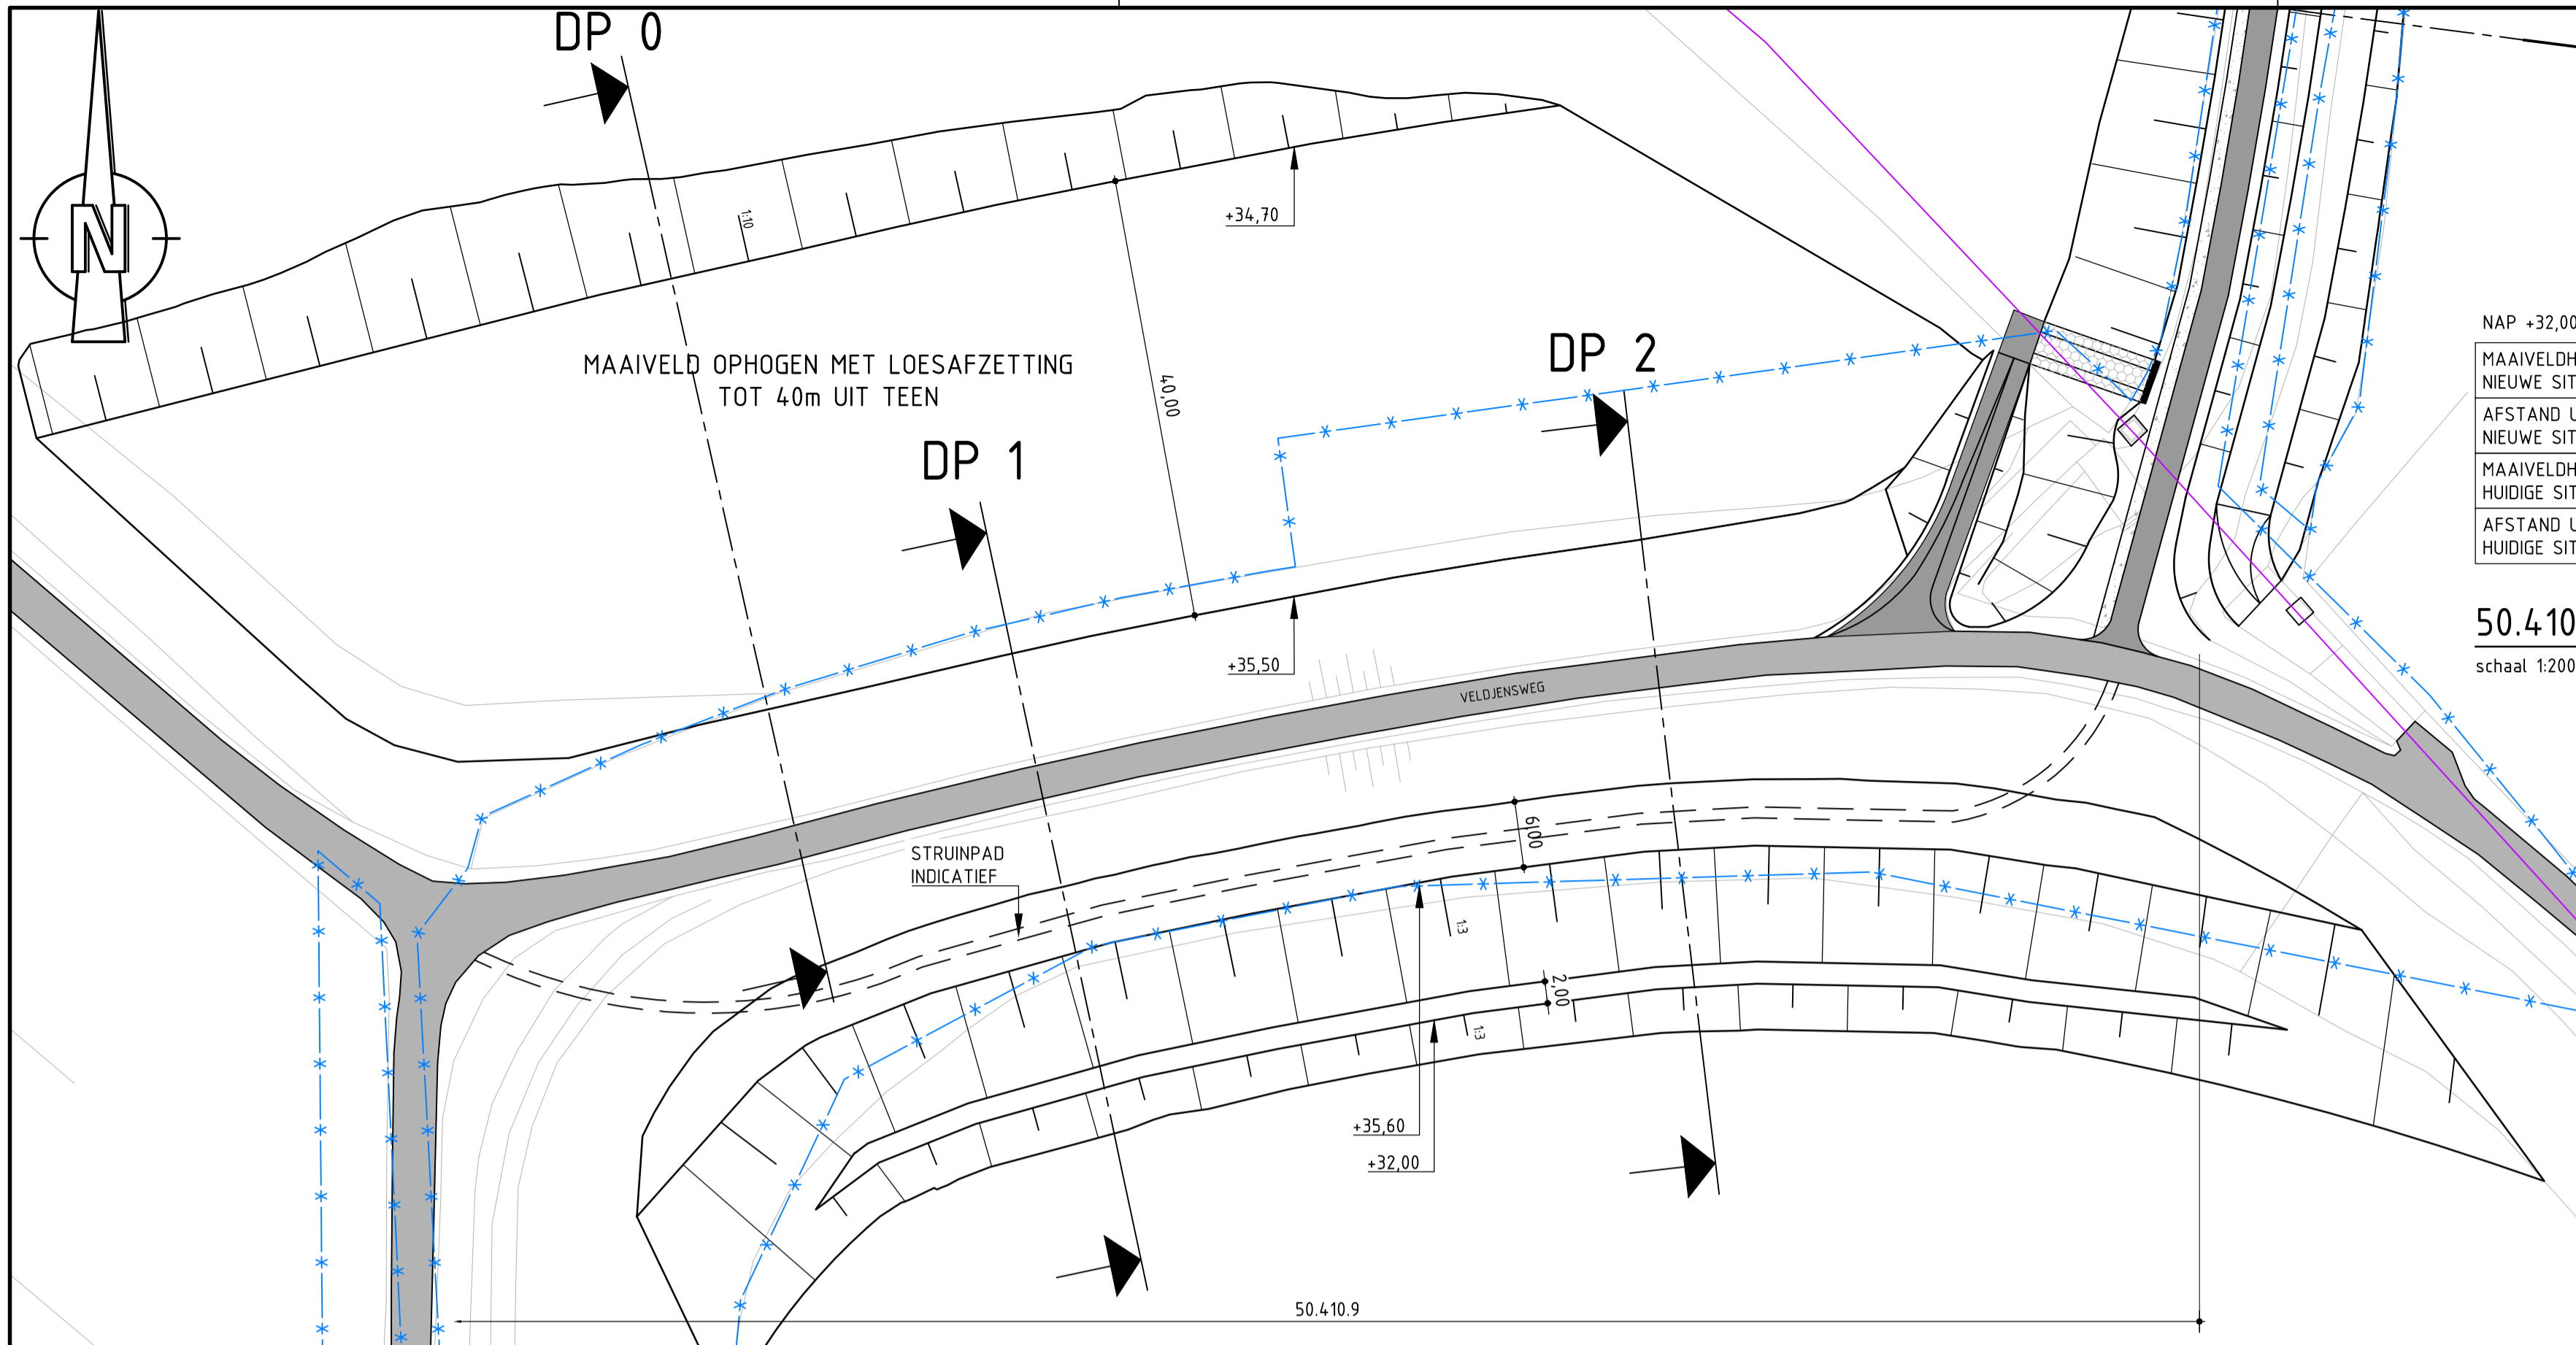 DP 0
N
1:10
+34,70
MAAIVELD OPHOGEN MET LOESAFZETTING
TOT 40m UIT TEEN
40,00
DP 2
DP 1
NAP +32,00
MAAIVELDH
NIEUWE SIT
AFSTAND U
NIEUWE SIT
MAAIVELDH
HUIDIGE SIT
AFSTAND U
HUIDIGE SIT
50.410
schaal 1:200
+35,50
VELDJENSWEG
6,00
STRUINPAD
INDICATIEF
1:3
2,00
1:3
+35,60
+32,00
50.410.9